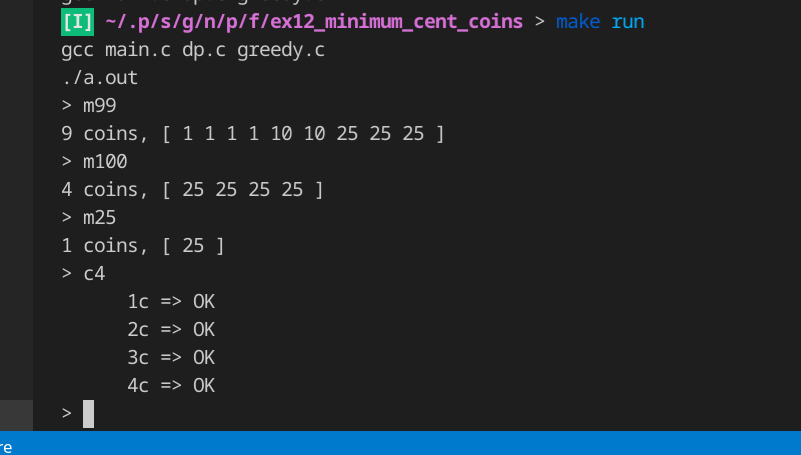 [I] ~/.p/s/g/n/p/f/ex12_minimum_cent_coins > make run
gcc main.c dp.c greedy.c
./a.out
> m99
9 coins, [ 1 1 1 1 10 10 25 25 25 ]
> m100
4 coins, [ 25 25 25 25 ]
> m25
1 coins, [ 25 ]
> c4
1c => OK
2c => OK
3c => OK
4c => OK
>
re